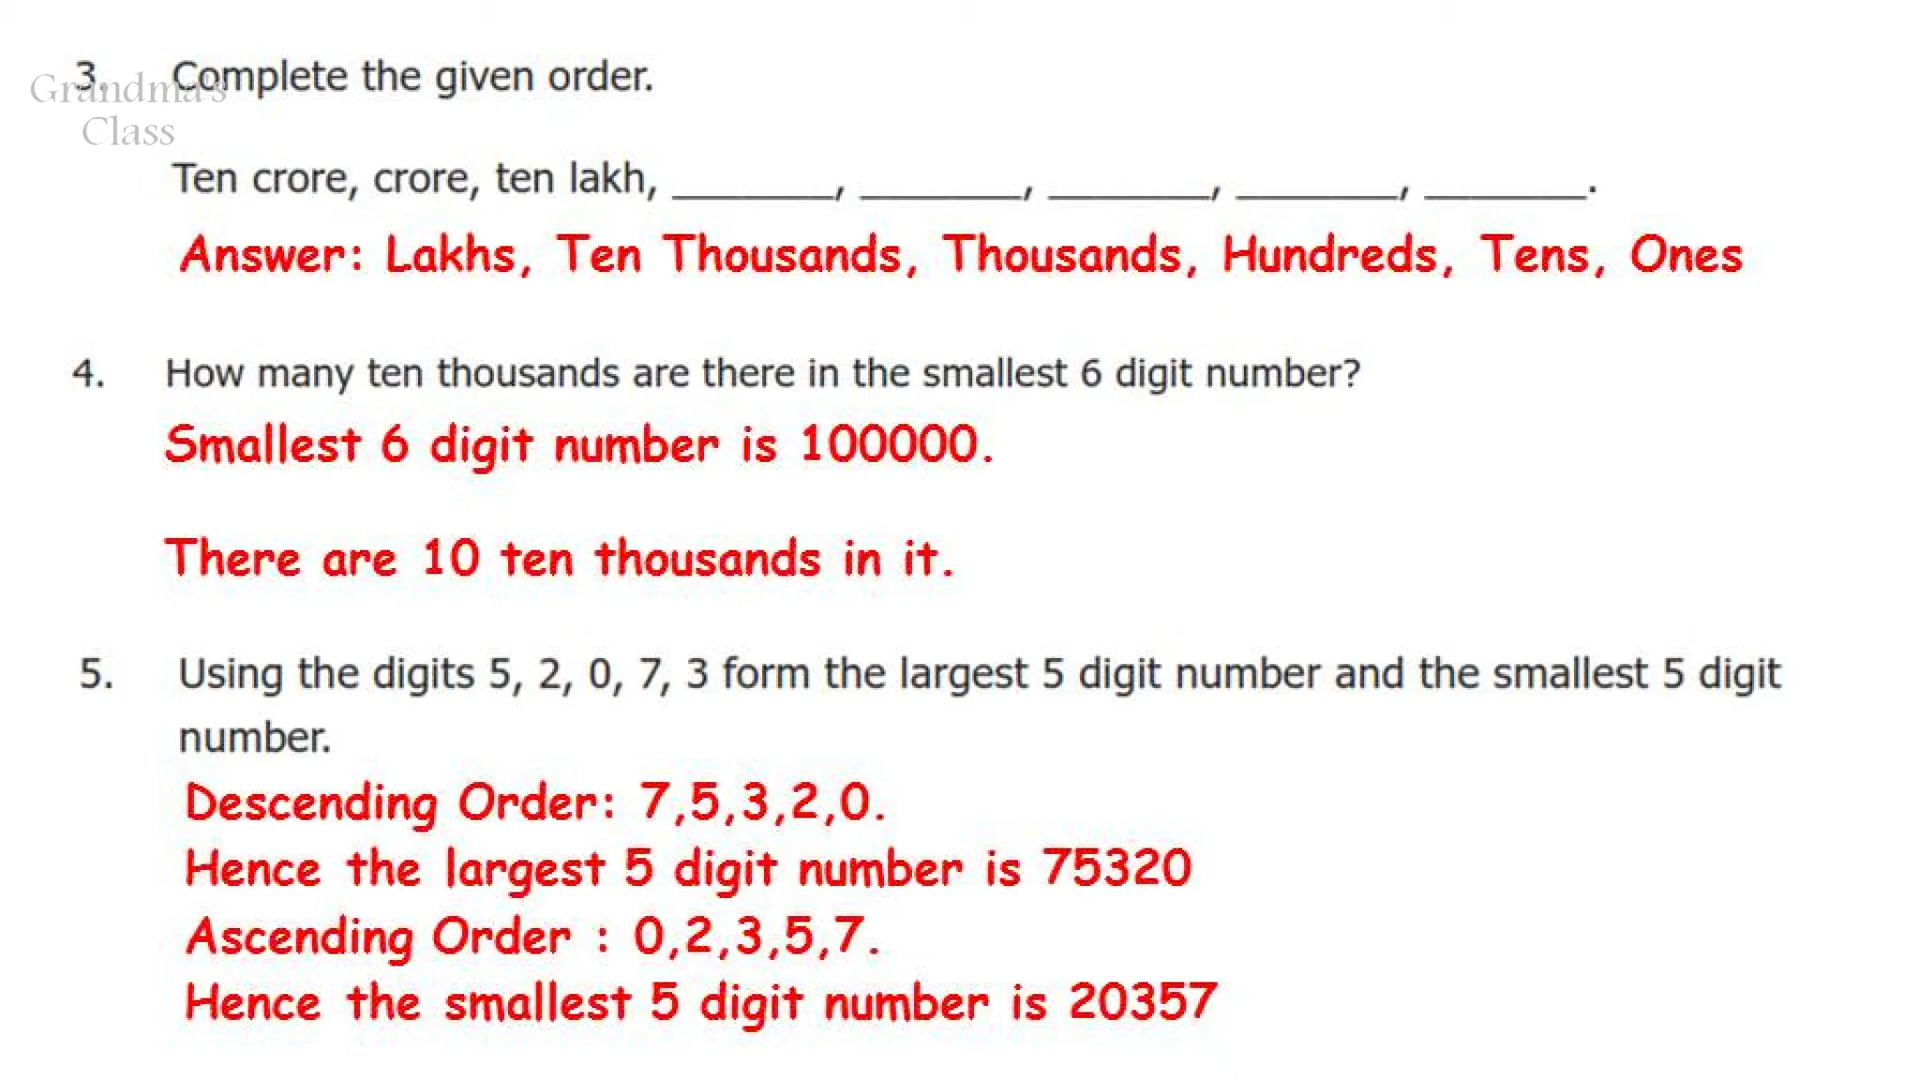 3. Complete the given order.
Grandma's
Class
Ten crore, crore, ten lakh, _______, _______, _______, _______, _______.
Answer: Lakhs, Ten Thousands, Thousands, Hundreds, Tens, Ones
4. How many ten thousands are there in the smallest 6 digit number?
Smallest 6 digit number is 100000.
There are 10 ten thousands in it.
5. Using the digits 5, 2, 0, 7, 3 form the largest 5 digit number and the smallest 5 digit
number.
Descending Order: 7,5,3,2,0.
Hence the largest 5 digit number is 75320
Ascending Order : 0,2,3,5,7.
Hence the smallest 5 digit number is 20357